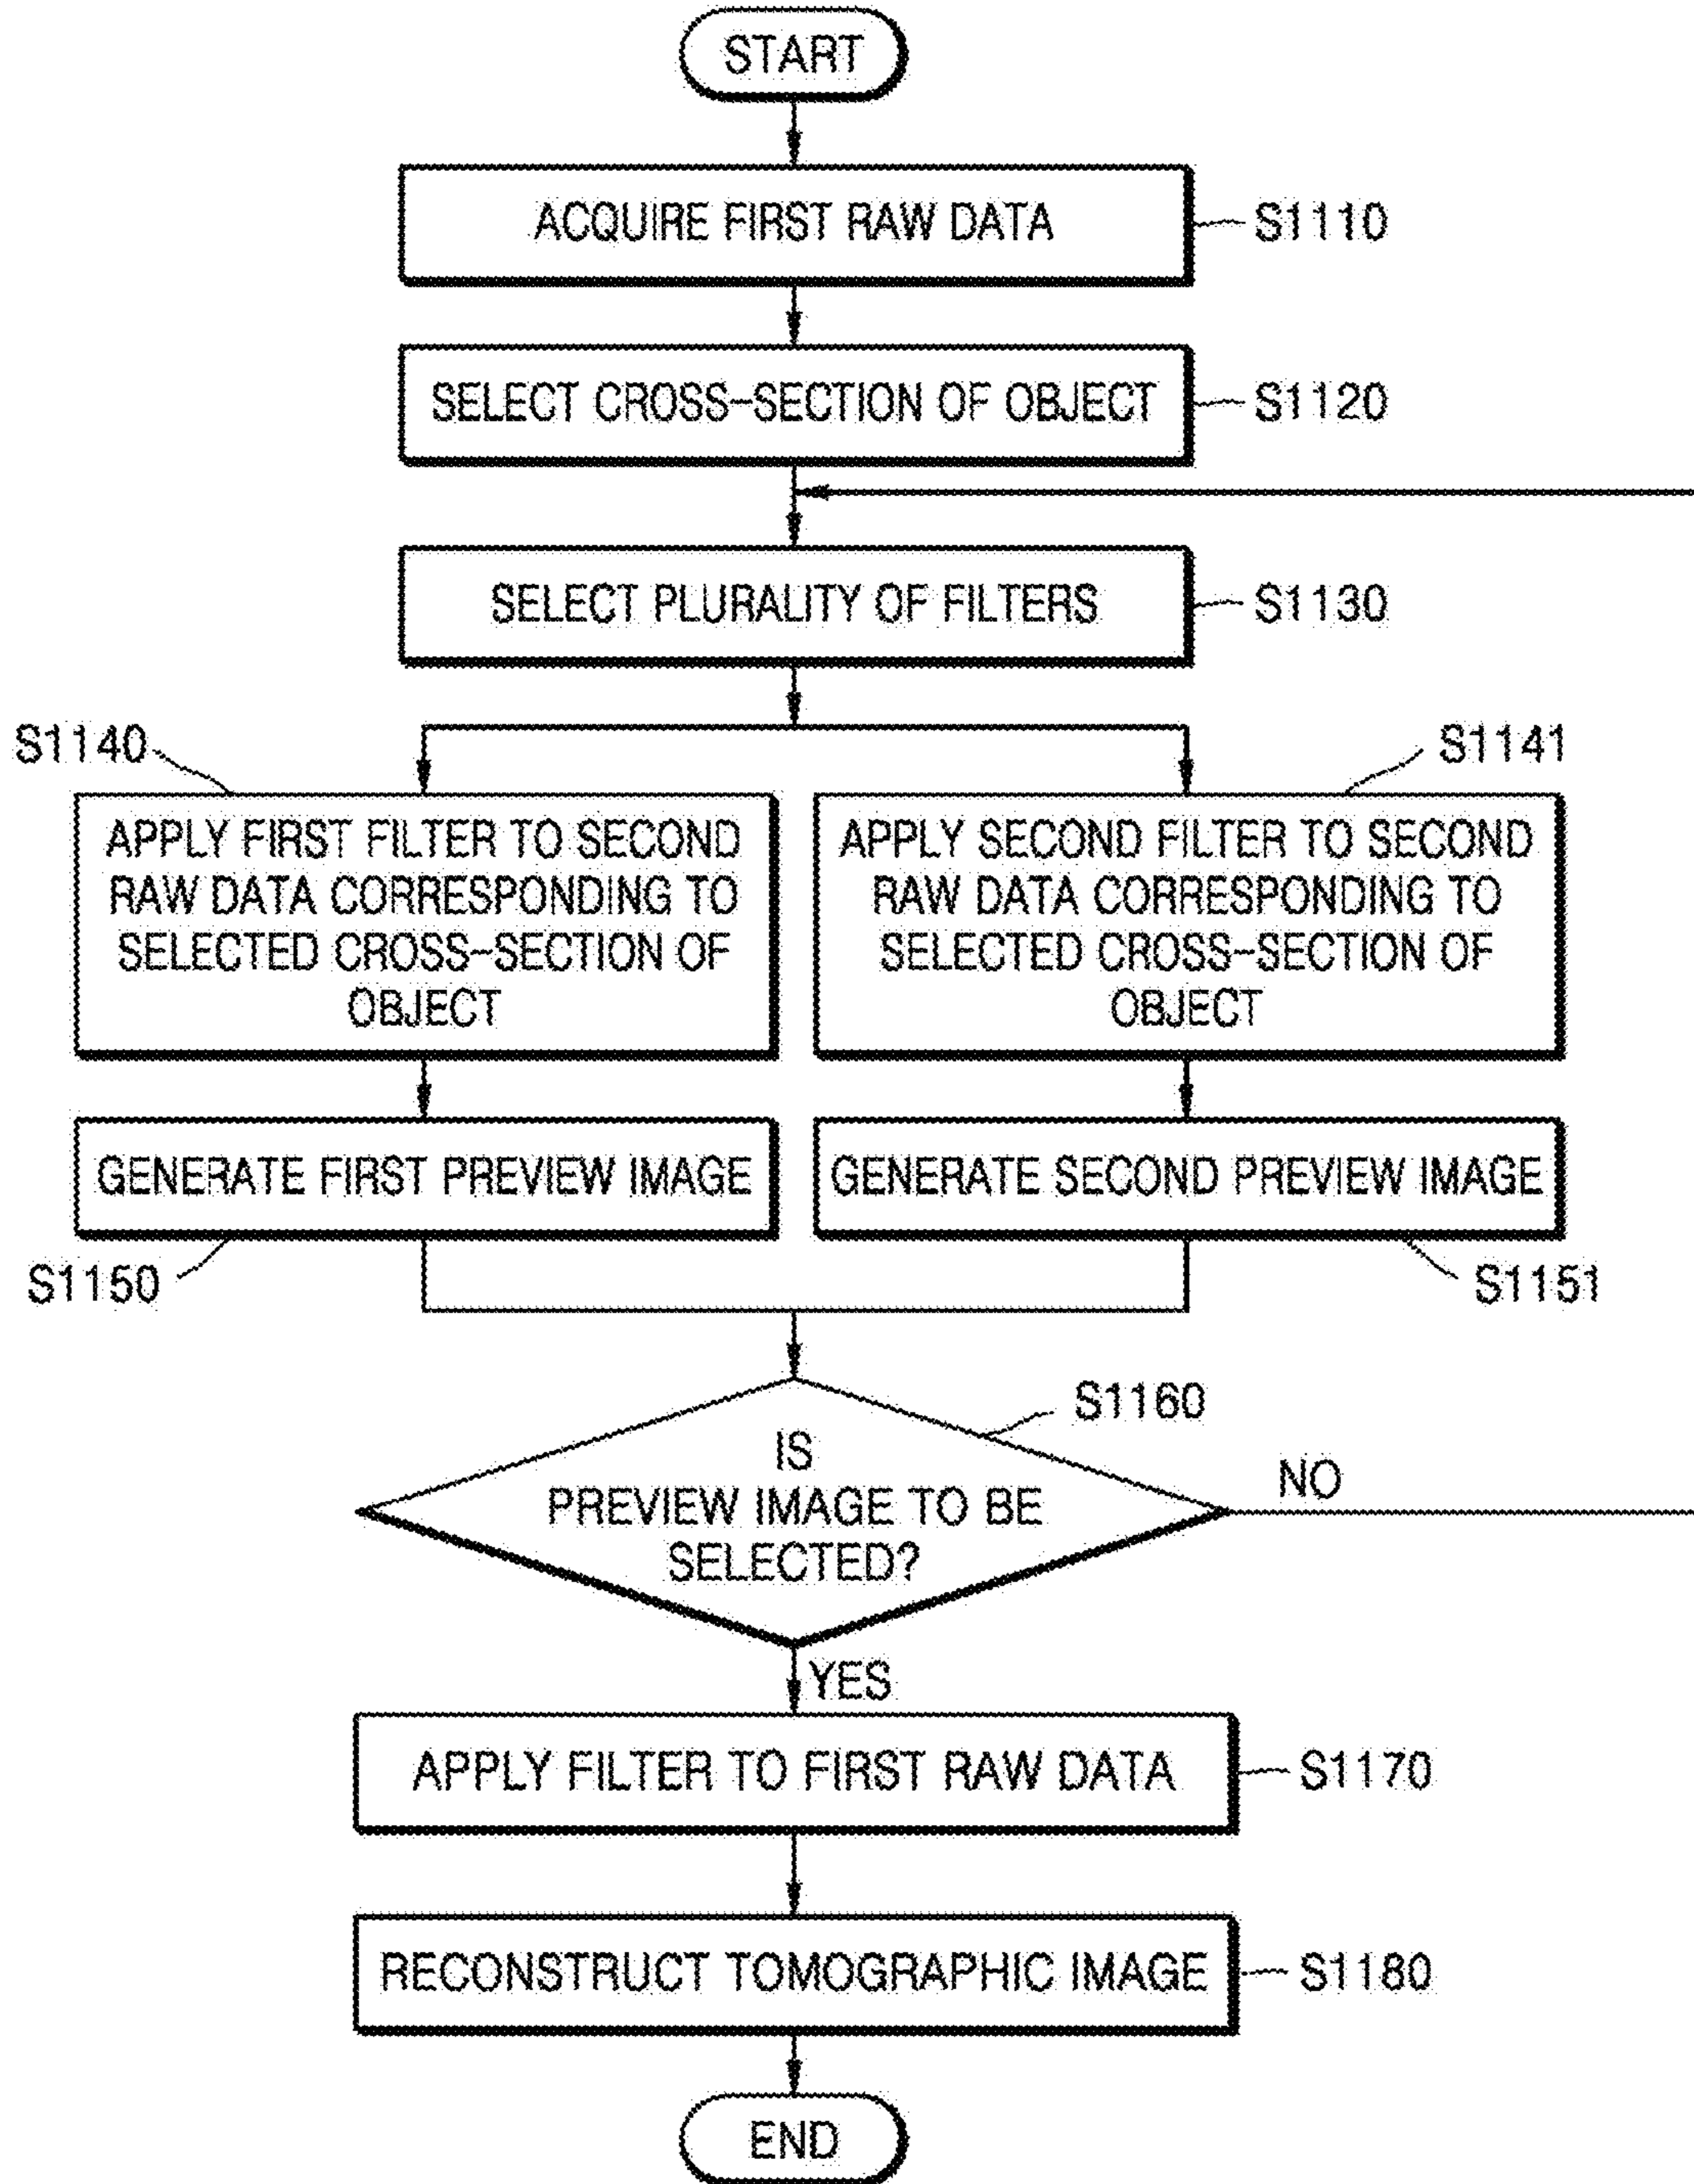 START
ACQUIRE FIRST RAW DATA
S1110
SELECT CROSS-SECTION OF OBJECT
S1120
SELECT PLURALITY OF FILTERS
S1130
S1140
APPLY FIRST FILTER TO SECOND
RAW DATA CORRESPONDING TO
SELECTED CROSS-SECTION OF
OBJECT
S1141
APPLY SECOND FILTER TO SECOND
RAW DATA CORRESPONDING TO
SELECTED CROSS-SECTION OF
OBJECT
GENERATE FIRST PREVIEW IMAGE
S1150
GENERATE SECOND PREVIEW IMAGE
S1151
S1160
IS
PREVIEW IMAGE TO BE
SELECTED?
NO
YES
APPLY FILTER TO FIRST RAW DATA
S1170
RECONSTRUCT TOMOGRAPHIC IMAGE
S1180
END